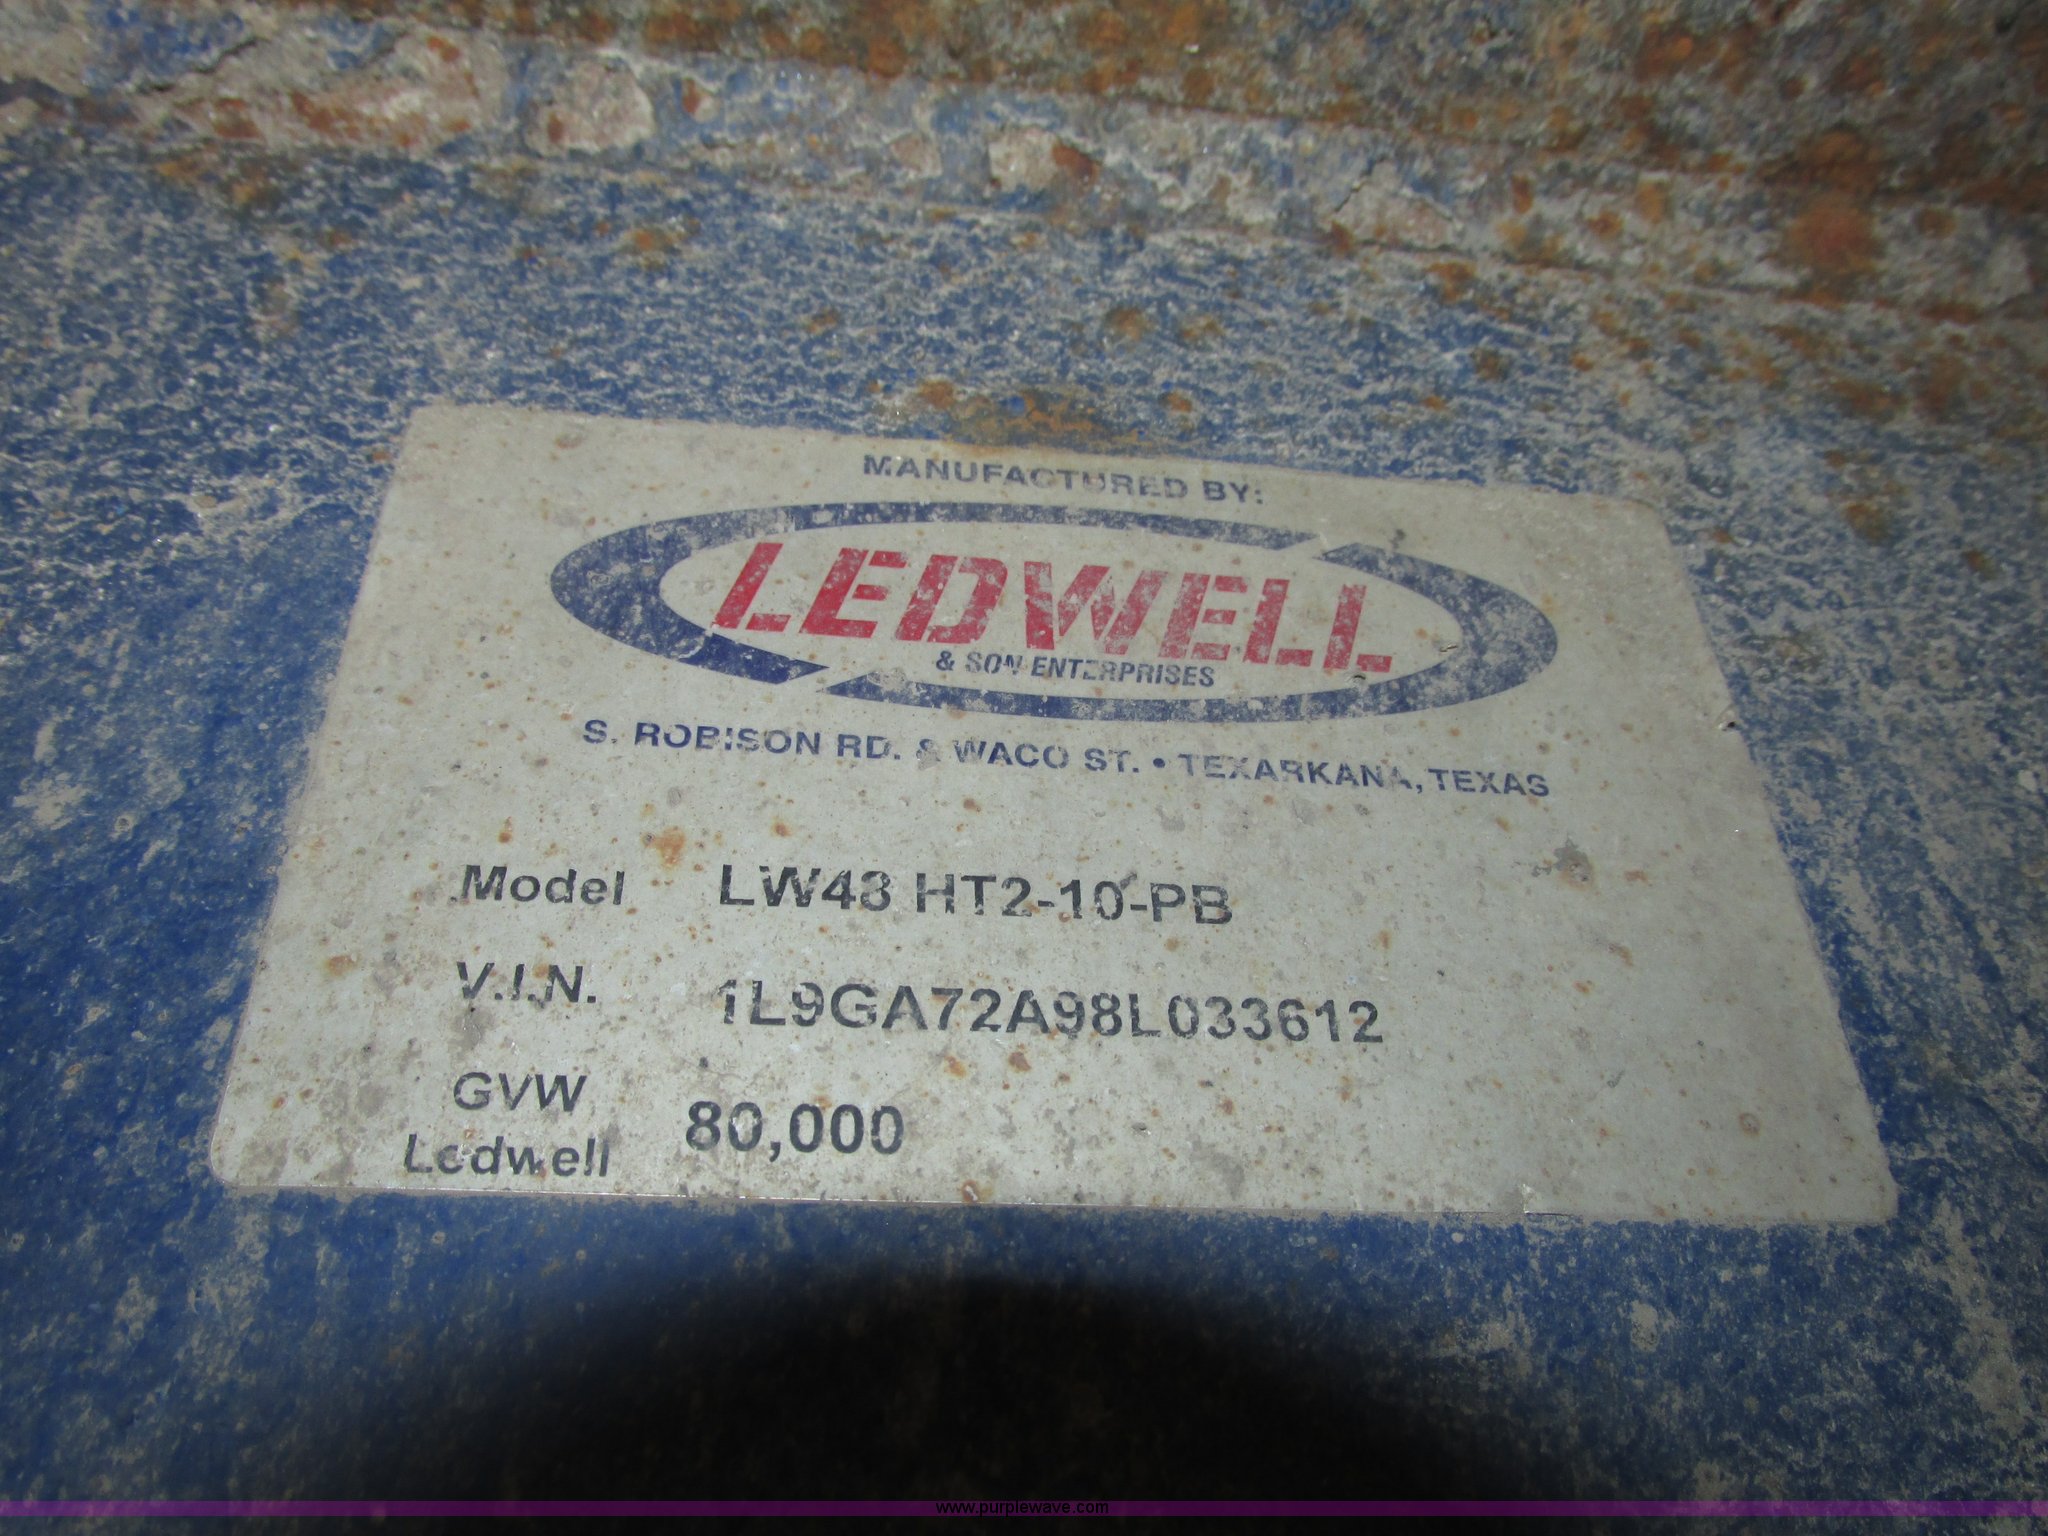 MANUFACTURED BY:
LEDWELL
& SON ENTERPRISES
S. ROBISON RD. & WACO ST. • TEXARKANA, TEXAS
Model LW48 HT2-10-PB
V.I.N. 1L9GA72A98L033612
GVW
Ledwell 80,000
www.purplewave.com